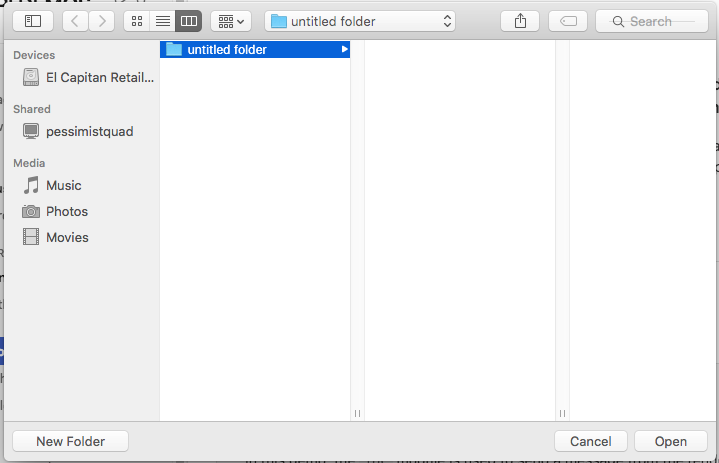 untitled folder
Search
Devices
untitled folder
El Capitan Retail...
Shared
pessimistquad
Media
Music
Photos
Movies
New Folder
Cancel
Open